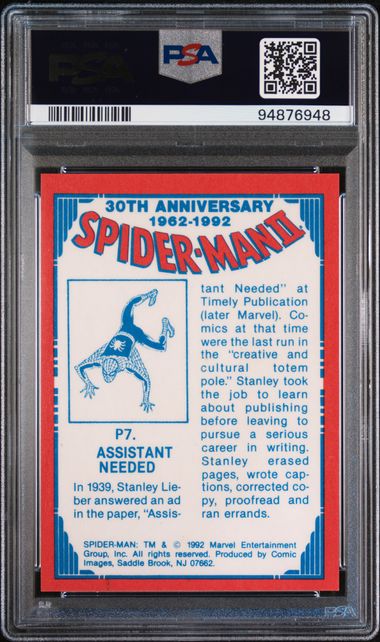 PSA
PSA
94876948
30TH ANNIVERSARY
1962-1992
SPIDER-MAN II
P7.
ASSISTANT
NEEDED
In 1939, Stanley Lie-
ber answered an ad
in the paper, "Assis-
tant Needed" at
Timely Publication
(later Marvel). Co-
mics at that time
were the last run in
the "creative and
cultural totem
pole." Stanley took
the job to learn
about publishing
before leaving to
pursue a serious
career in writing.
Stanley erased
pages, wrote cap-
tions, corrected co-
py, proofread and
ran errands.
SPIDER-MAN: TM & © 1992 Marvel Entertainment
Group, Inc. All rights reserved. Produced by Comic
Images, Saddle Brook, NJ 07662.